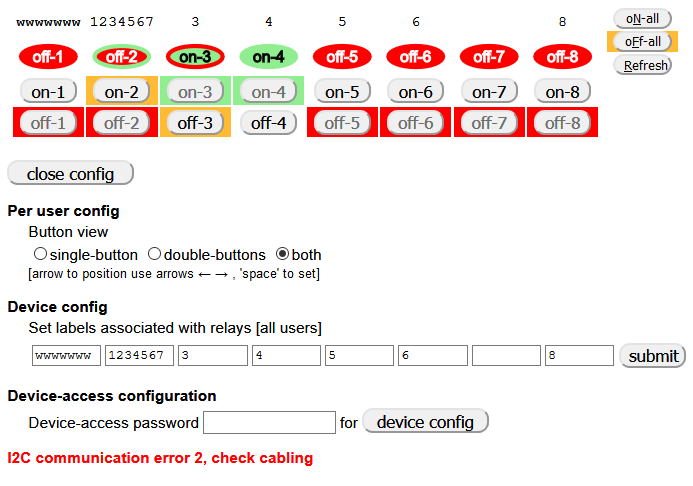 wwwwwwww 1234567 3 4 5 6 8 oN-all
off-1 off-2 on-3 on-4 off-5 off-6 off-7 off-8 oFf-all
Refresh
on-1 on-2 on-3 on-4 on-5 on-6 on-7 on-8
off-1 off-2 off-3 off-4 off-5 off-6 off-7 off-8
close config
Per user config
Button view
single-button double-buttons both
[arrow to position use arrows ←→ , 'space' to set]
Device config
Set labels associated with relays [all users]
wwwwwww 1234567 3 4 5 6 8 submit
Device-access configuration
Device-access password for device config
I2C communication error 2, check cabling